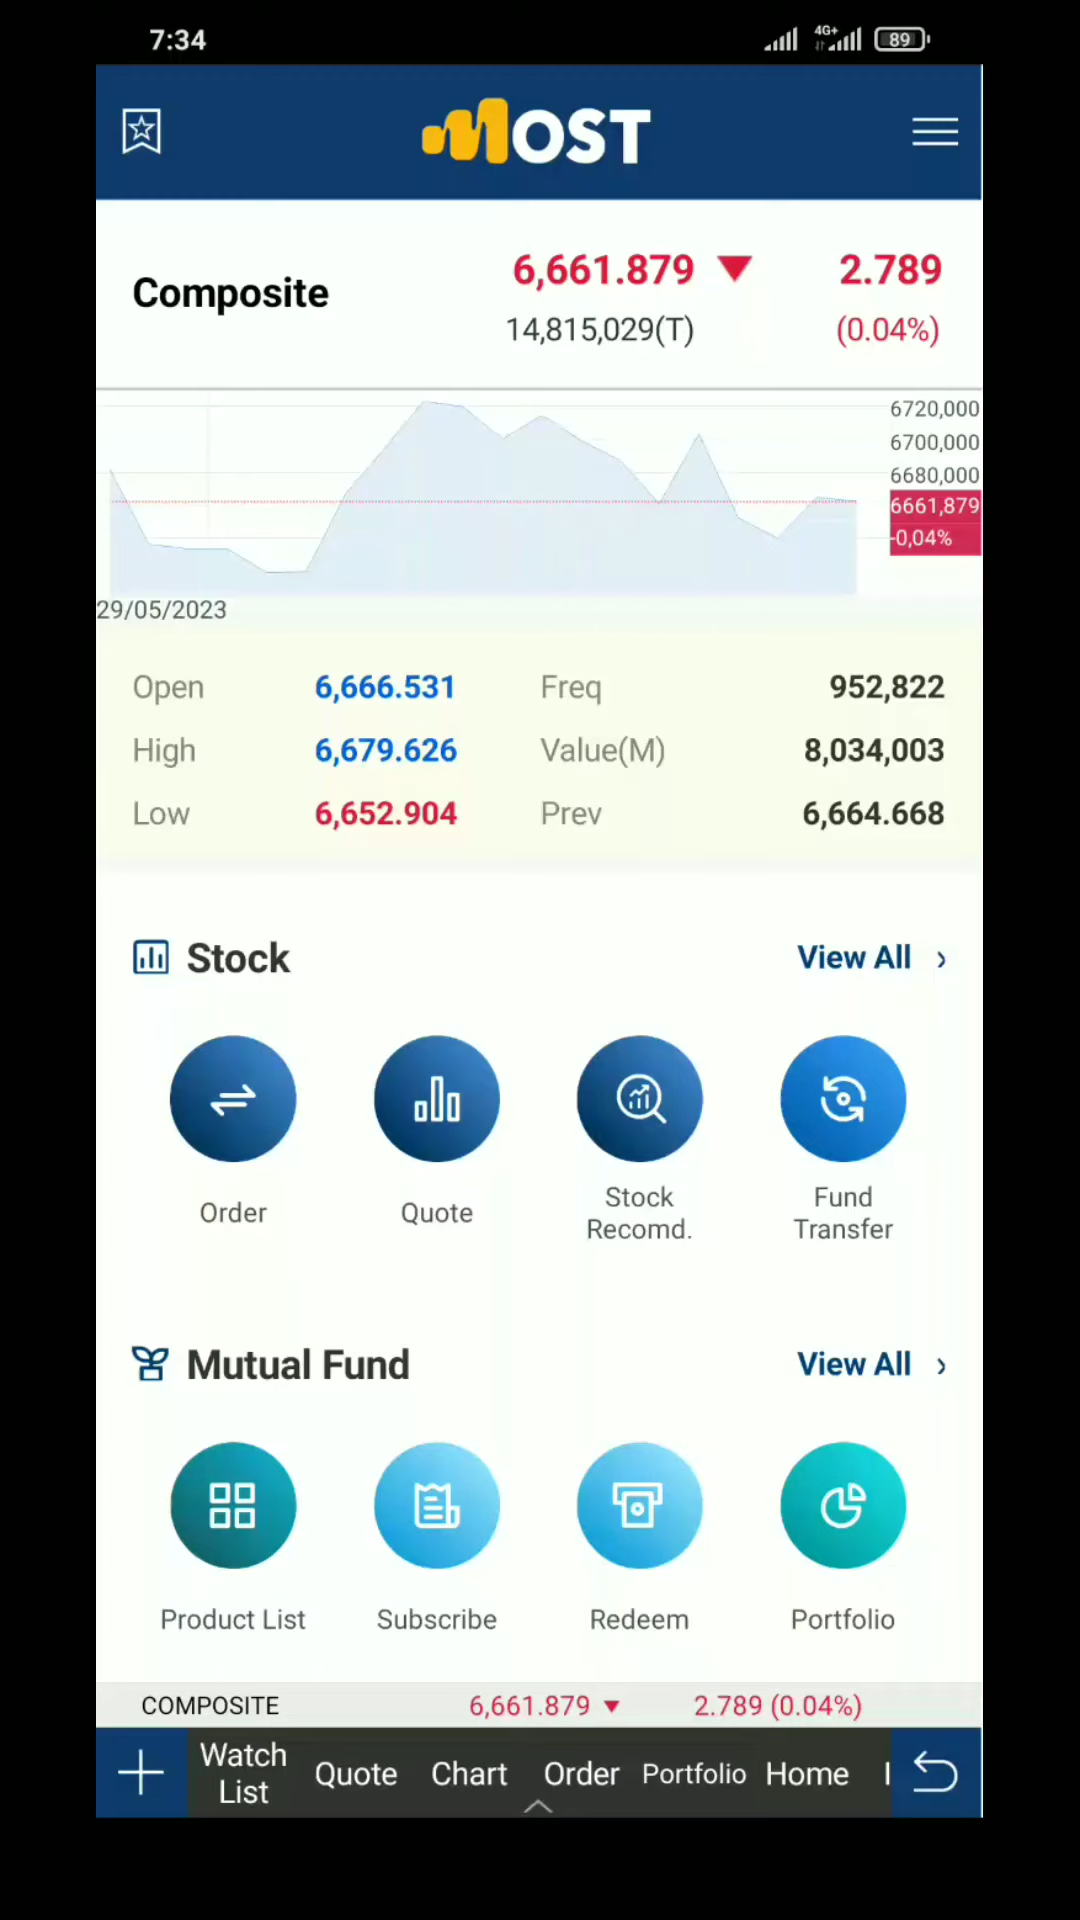 7:34
4G+
89
MOST
Composite
6,661.879 ▼ 2.789
14,815,029(T) (0.04%)
6720,000
6700,000
6680,000
6661,879
-0,04%
29/05/2023
Open 6,666.531 Freq 952,822
High 6,679.626 Value(M) 8,034,003
Low 6,652.904 Prev 6,664.668
Stock View All ›
Order Quote Stock Recomd. Fund Transfer
Mutual Fund View All ›
Product List Subscribe Redeem Portfolio
COMPOSITE 6,661.879 ▼ 2.789 (0.04%)
Watch List Quote Chart Order Portfolio Home